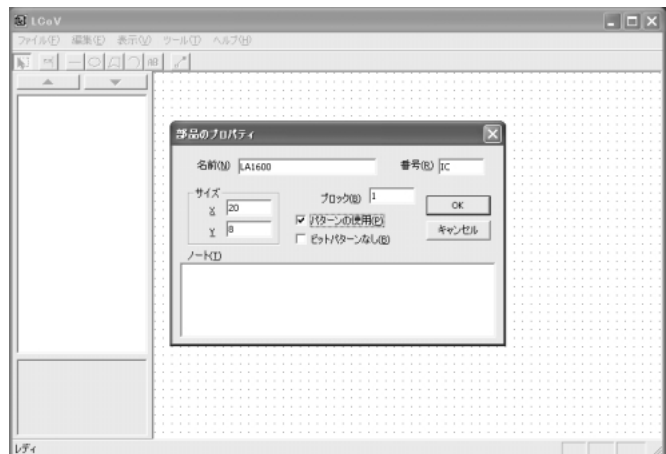 LCoV
ファイル(F) 編集(E) 表示(V) ツール(T) ヘルプ(H)
部品のプロパティ
名前(N) LA1600 番号(R) IC
サイズ
X 20
Y 8
ブロック(B) 1
パターンの使用(P)
ビットパターンなし(B)
OK
キャンセル
ノート(T)
レディ